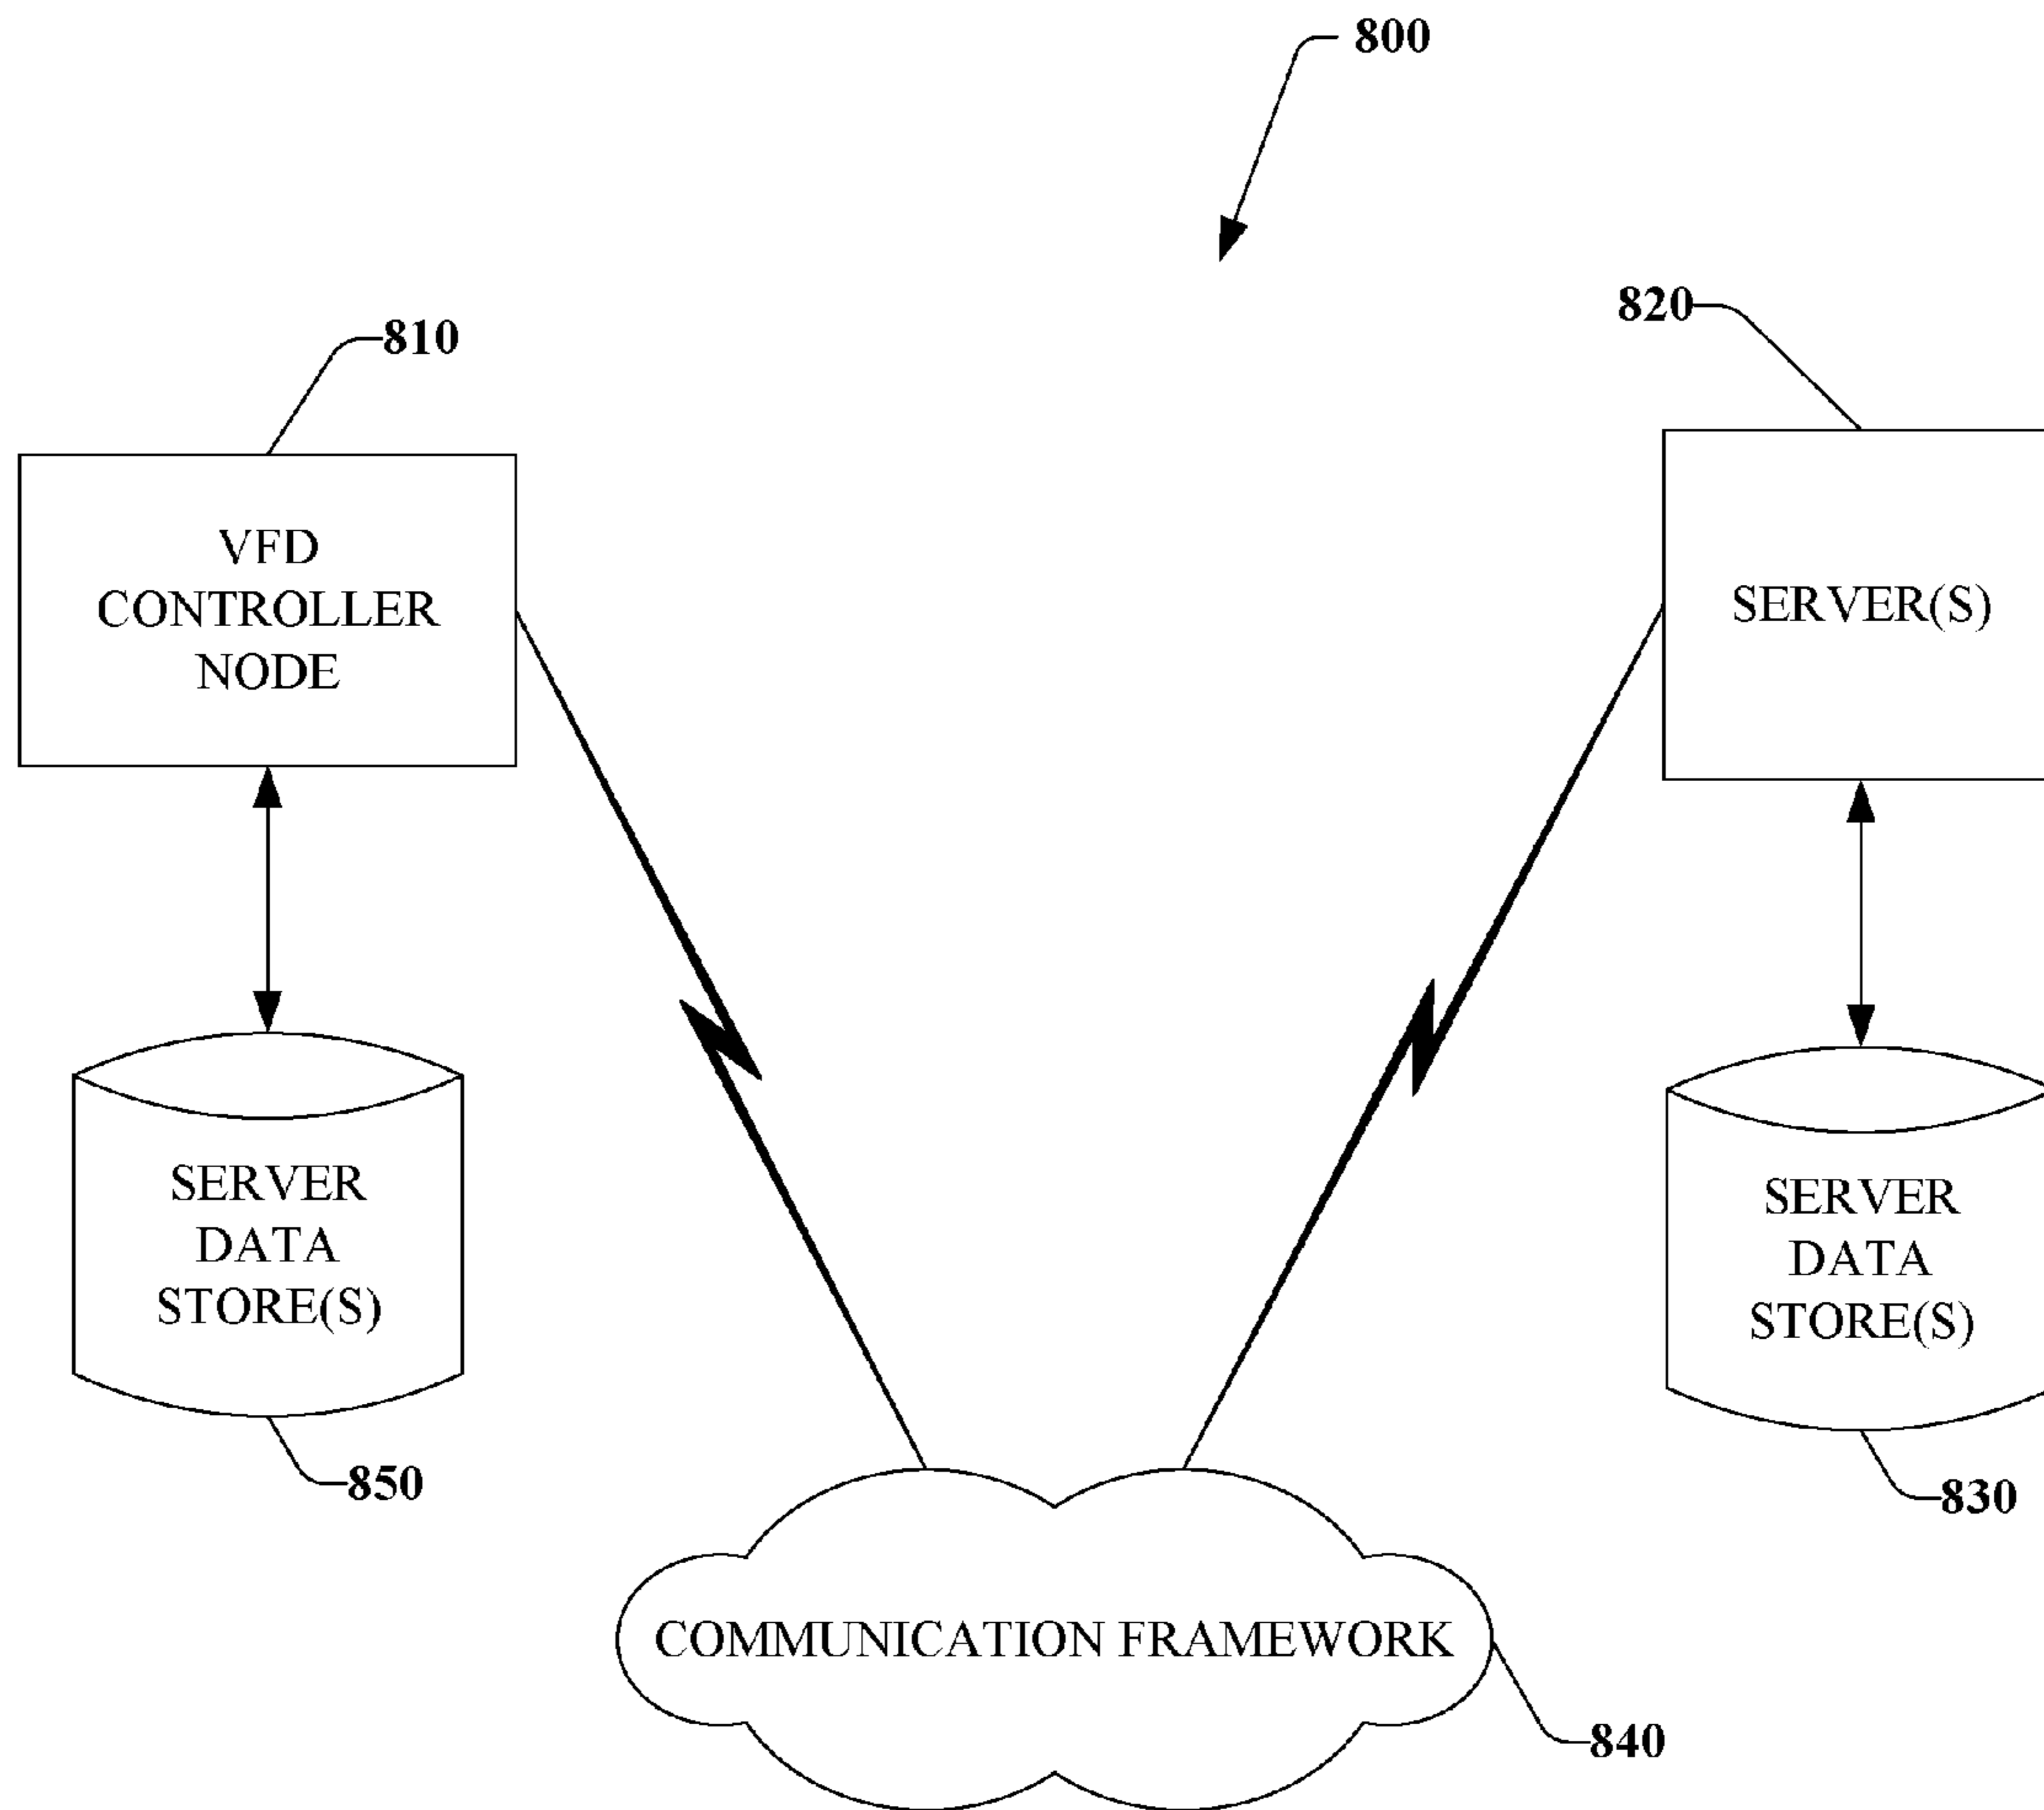 800
820
810
VFD
CONTROLLER
NODE
SERVER(S)
SERVER
DATA
STORE(S)
SERVER
DATA
STORE(S)
850
830
COMMUNICATION FRAMEWORK
840